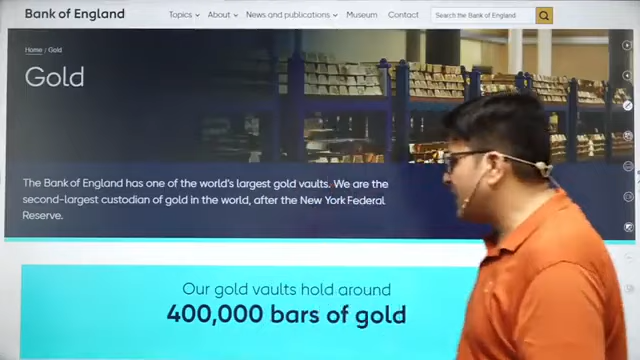 Bank of England
Topics About News and publications Museum Contact
Search the Bank of England
Home / Gold
Gold
The Bank of England has one of the world's largest gold vaults. We are the
second-largest custodian of gold in the world, after the New York Federal
Reserve.
Our gold vaults hold around
400,000 bars of gold